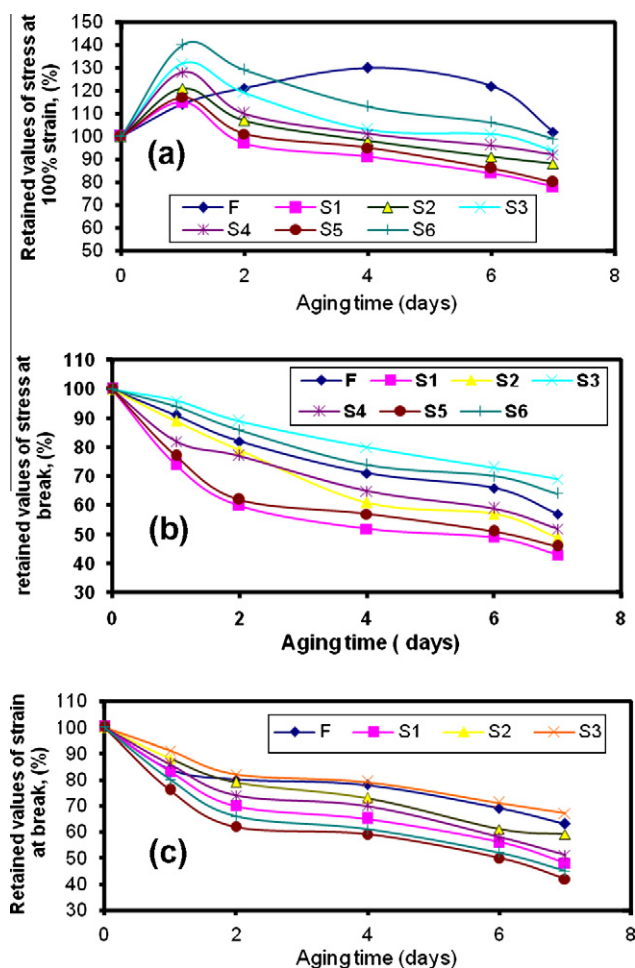 Retained values of stress at
100% strain, (%)
150
140
130
120
110
100
90
80
70
60
50
(a)
F S1 S2 S3
S4 S5 S6
0 2 4 6 8
Aging time (days)
retained values of stress at
break, (%)
110
100
90
80
70
60
50
40
30
F S1 S2 S3
S4 S5 S6
(b)
0 2 4 6 8
Aging time ( days)
Retained values of strain
at break, (%)
110
100
90
80
70
60
50
40
30
F S1 S2 S3
(c)
0 2 4 6 8
Aging time (days)